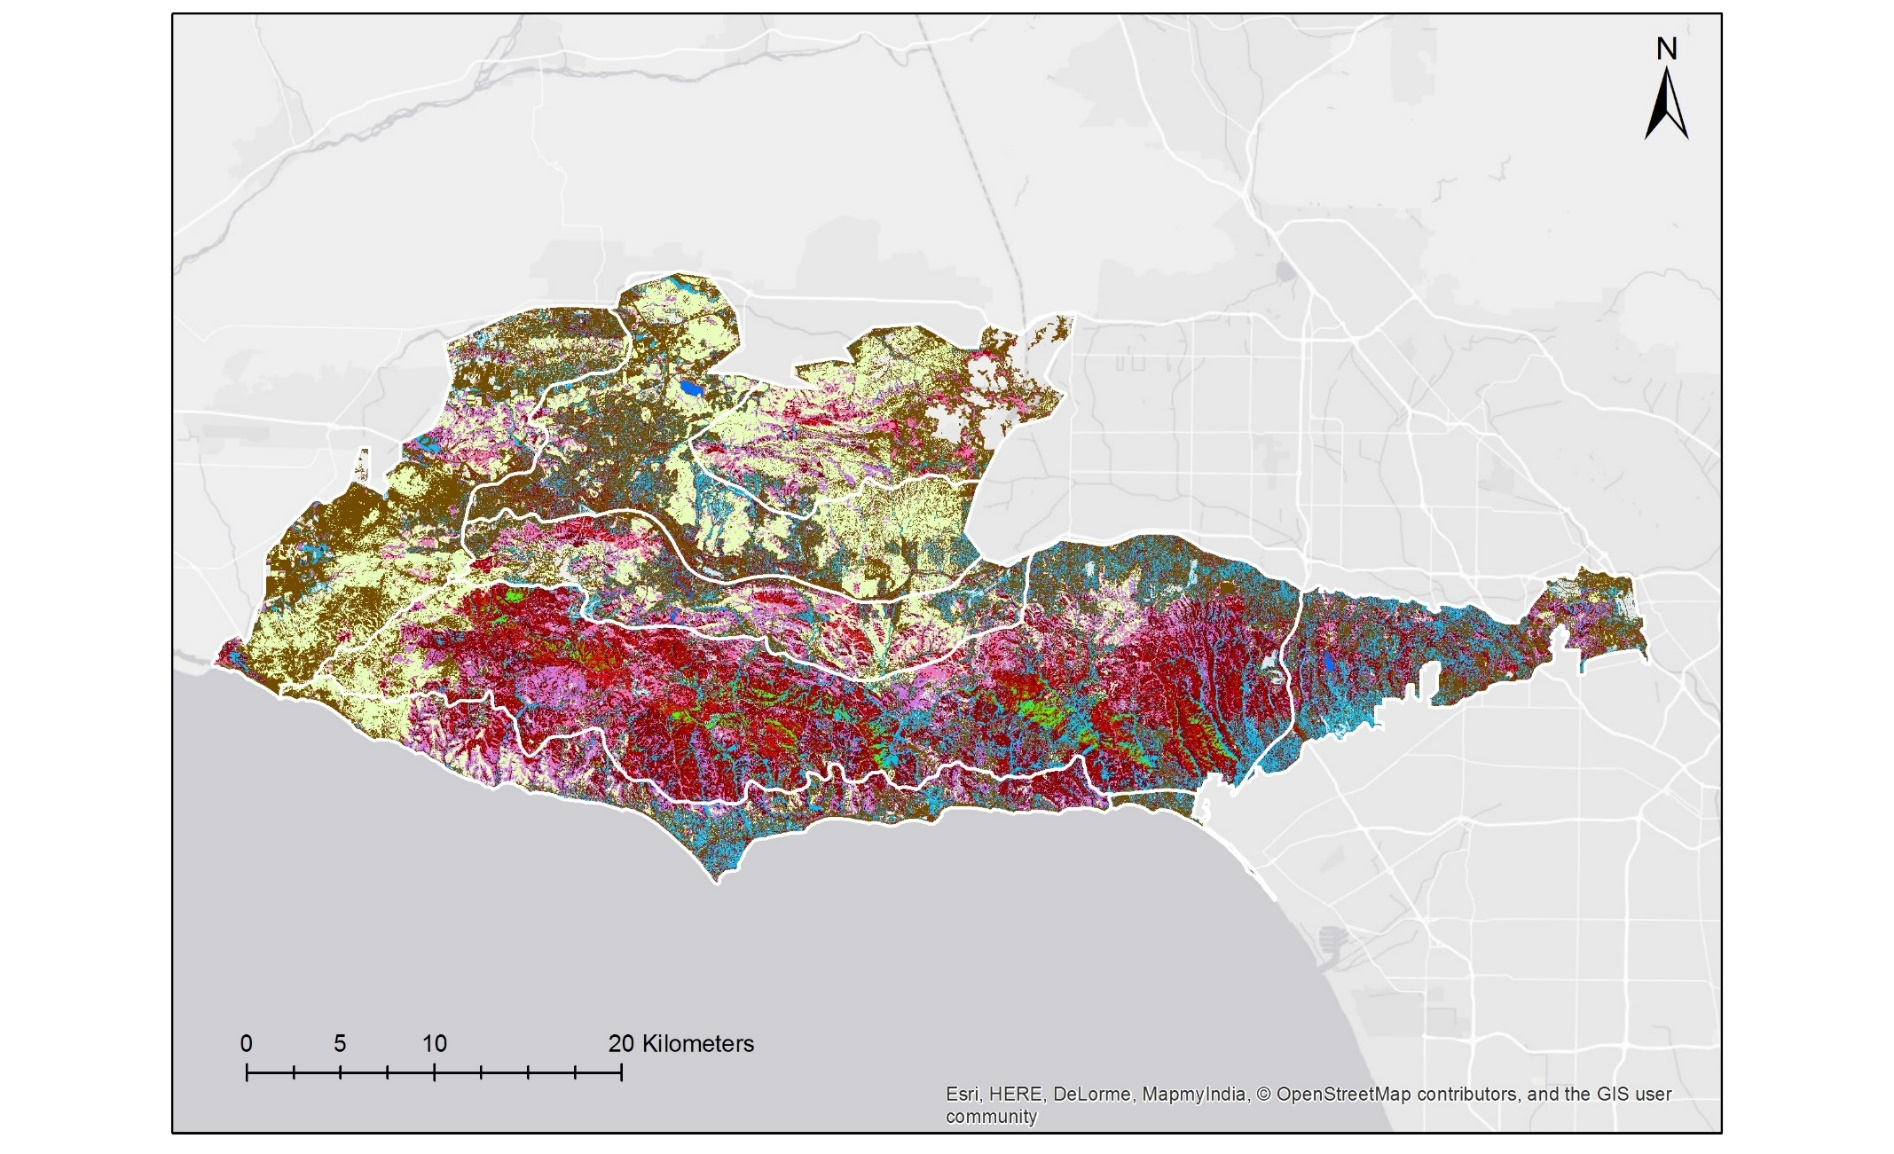 N
0 5 10 20 Kilometers
Esri, HERE, DeLorme, MapmyIndia, © OpenStreetMap contributors, and the GIS user
community